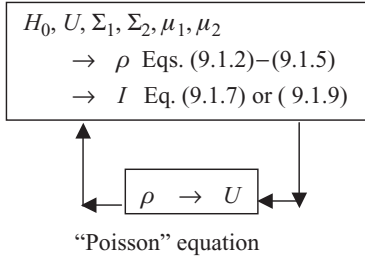 H₀, U, Σ₁, Σ₂, μ₁, μ₂
→ ρ Eqs. (9.1.2)−(9.1.5)
→ I Eq. (9.1.7) or ( 9.1.9)
ρ → U
“Poisson” equation